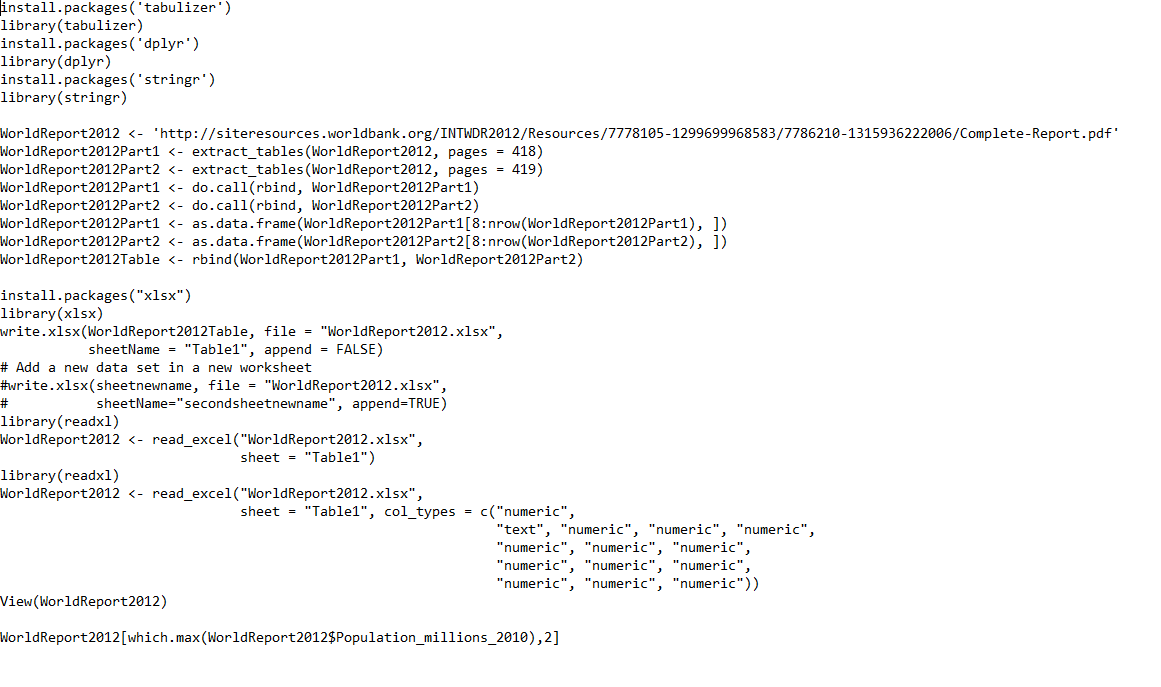 install.packages('tabulizer')
library(tabulizer)
install.packages('dplyr')
library(dplyr)
install.packages('stringr')
library(stringr)

WorldReport2012 <- 'http://siteresources.worldbank.org/INTWDR2012/Resources/7778105-1299699968583/7786210-1315936222006/Complete-Report.pdf'
WorldReport2012Part1 <- extract_tables(WorldReport2012, pages = 418)
WorldReport2012Part2 <- extract_tables(WorldReport2012, pages = 419)
WorldReport2012Part1 <- do.call(rbind, WorldReport2012Part1)
WorldReport2012Part2 <- do.call(rbind, WorldReport2012Part2)
WorldReport2012Part1 <- as.data.frame(WorldReport2012Part1[8:nrow(WorldReport2012Part1), ])
WorldReport2012Part2 <- as.data.frame(WorldReport2012Part2[8:nrow(WorldReport2012Part2), ])
WorldReport2012Table <- rbind(WorldReport2012Part1, WorldReport2012Part2)

install.packages("xlsx")
library(xlsx)
write.xlsx(WorldReport2012Table, file = "WorldReport2012.xlsx",
           sheetName = "Table1", append = FALSE)
# Add a new data set in a new worksheet
#write.xlsx(sheetnewname, file = "WorldReport2012.xlsx",
#           sheetName="secondsheetnewname", append=TRUE)
library(readxl)
WorldReport2012 <- read_excel("WorldReport2012.xlsx",
                              sheet = "Table1")
library(readxl)
WorldReport2012 <- read_excel("WorldReport2012.xlsx",
                              sheet = "Table1", col_types = c("numeric",
                                                              "text", "numeric", "numeric", "numeric",
                                                              "numeric", "numeric", "numeric",
                                                              "numeric", "numeric", "numeric",
                                                              "numeric", "numeric", "numeric"))
View(WorldReport2012)

WorldReport2012[which.max(WorldReport2012$Population_millions_2010),2]